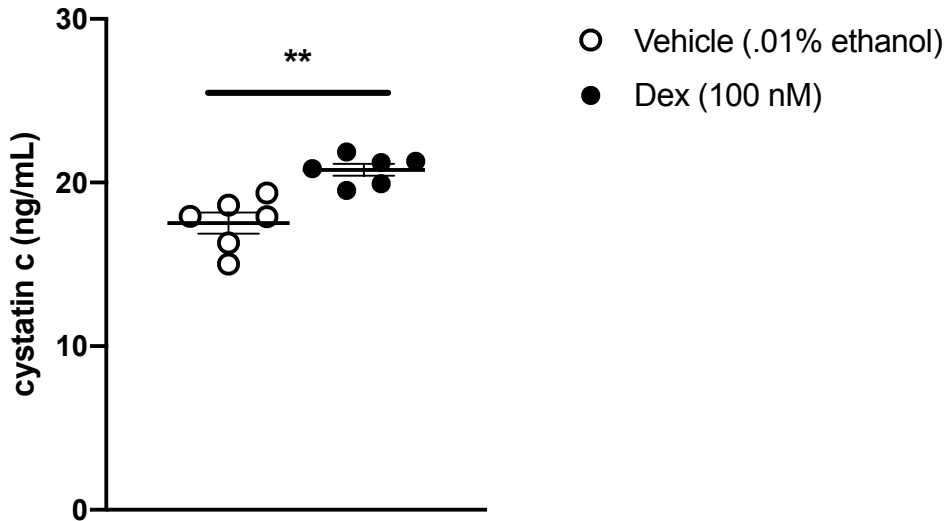 30
20
10
0
cystatin c (ng/mL)
**
Vehicle (.01% ethanol)
Dex (100 nM)